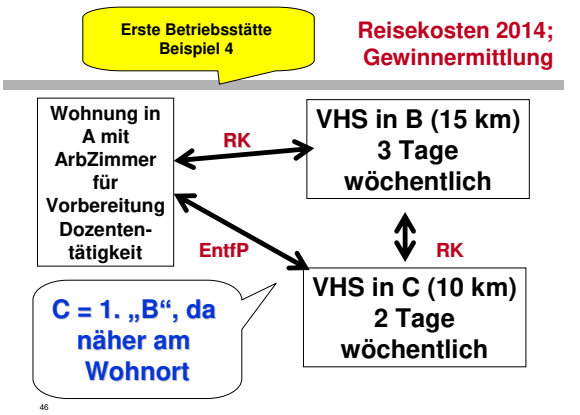 Erste Betriebsstätte
Beispiel 4
Reisekosten 2014;
Gewinnermittlung
Wohnung in
A mit
ArbZimmer
für
Vorbereitung
Dozenten-
tätigkeit
RK
VHS in B (15 km)
3 Tage
wöchentlich
EntfP
RK
C = 1. „B“, da
näher am
Wohnort
VHS in C (10 km)
2 Tage
wöchentlich
46